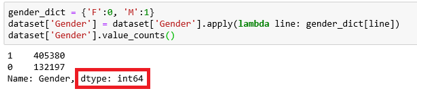 gender_dict = {'F':0, 'M':1}
dataset['Gender'] = dataset['Gender'].apply(lambda line: gender_dict[line])
dataset['Gender'].value_counts()
1    405380
0    132197
Name: Gender, dtype: int64